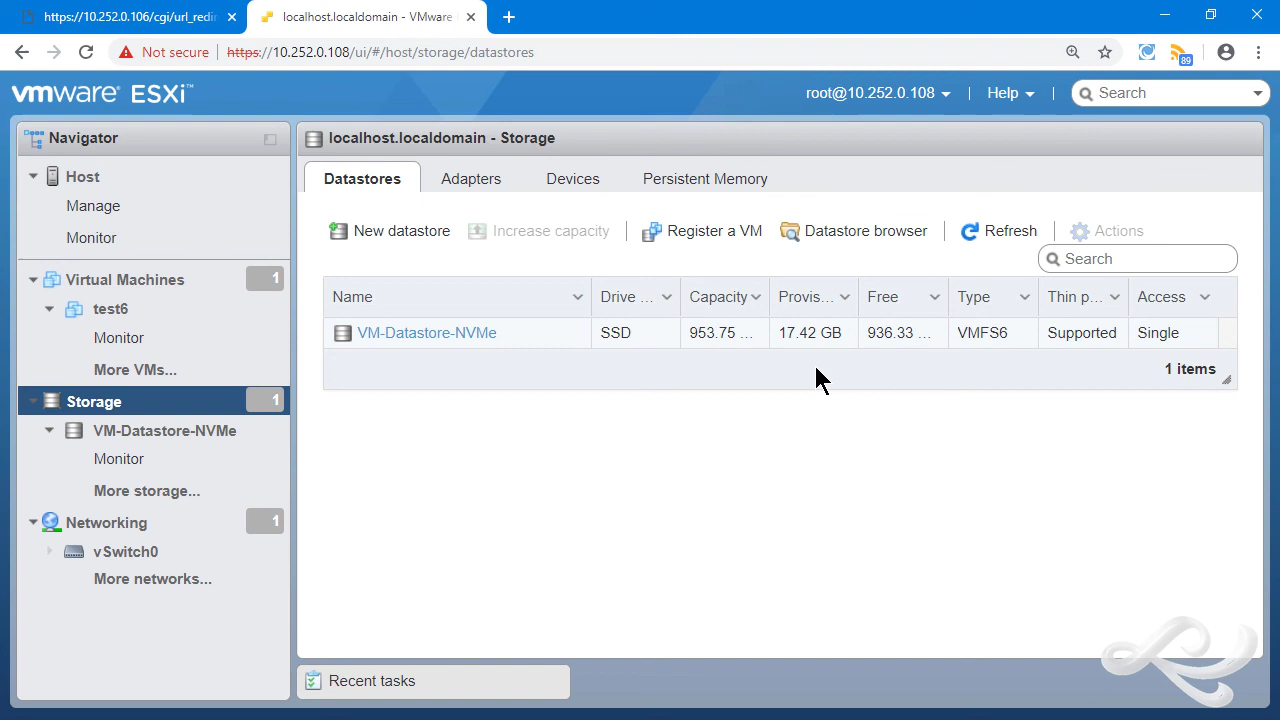 https://10.252.0.106/cgi/url_redir
localhost.localdomain - VMware
Not secure
https://10.252.0.108/ui/#/host/storage/datastores
89
vmware ESXi™
root@10.252.0.108
Help
Search
Navigator
Host
Manage
Monitor
Virtual Machines 1
test6
Monitor
More VMs...
Storage 1
VM-Datastore-NVMe
Monitor
More storage...
Networking 1
vSwitch0
More networks...
localhost.localdomain - Storage
Datastores Adapters Devices Persistent Memory
New datastore Increase capacity Register a VM Datastore browser Refresh Actions
Search
Name Drive ... Capacity Provis... Free Type Thin p... Access
VM-Datastore-NVMe SSD 953.75 ... 17.42 GB 936.33 ... VMFS6 Supported Single
1 items
Recent tasks